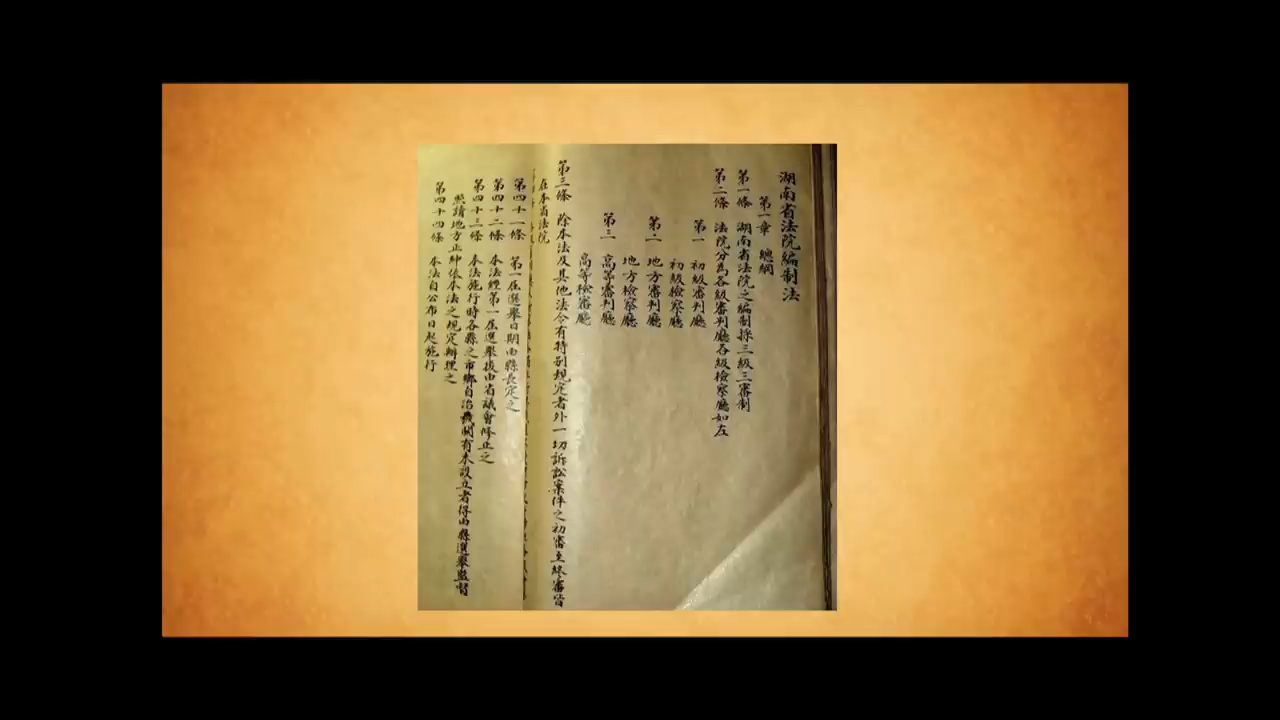 湖南省法院編制法
第一章 總綱
第一條 湖南省法院之編制採三級三審制
第二條 法院分為各級審判廳各級檢察廳如左
第一 初級審判廳
初級檢察廳
第二 地方審判廳
地方檢察廳
第三 高等審判廳
高等檢審廳
第三條 除本法及其他法令有特別規定者外一切訴訟案件之初審至終審皆
在本省法院
第四十一條 第一屆選舉日期由縣長定之
第四十二條 本法經第一屆選舉後由省議會修正之
第四十三條 本法施行時各縣之市鄉自治機關有未設立者得由縣選舉監督
照請地方正紳依本法之規定辦理之
第四十四條 本法自公布日起施行